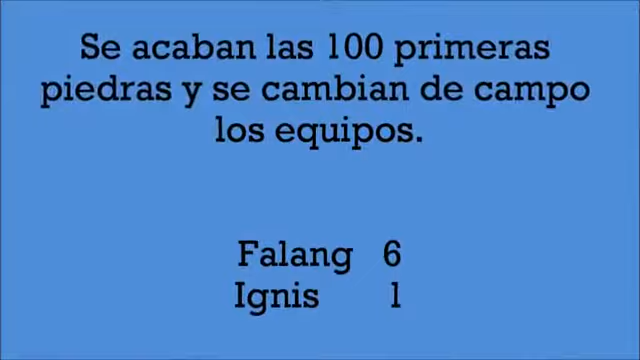 Se acaban las 100 primeras
piedras y se cambian de campo
los equipos.
Falang 6
Ignis 1